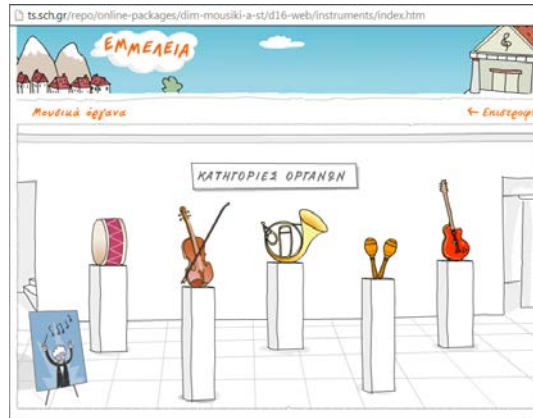 ts.sch.gr/repo/online-packages/dim-mousiki-a-st/d16-web/instruments/index.htm
ΕΜΜΕΛΕΙΑ
Μουσικά όργανα
← Επιστροφή
ΚΑΤΗΓΟΡΙΕΣ ΟΡΓΑΝΩΝ